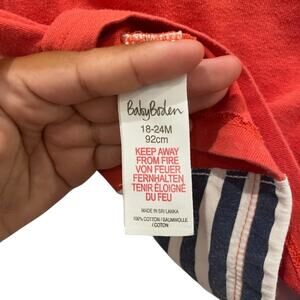 BabyBoden
18-24M
92cm
KEEP AWAY
FROM FIRE
VON FEUER
FERNHALTEN
TENIR ÉLOIGNÉ
DU FEU
MADE IN SRI LANKA
100% COTTON / BAUMWOLLE
/ COTON